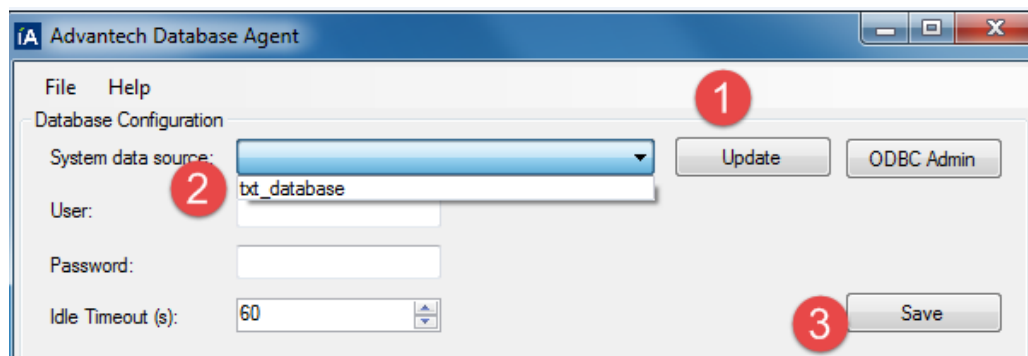 iA Advantech Database Agent
File Help
1
Database Configuration
System data source: Update ODBC Admin
2 txt_database
User:
Password:
Idle Timeout (s): 60 3 Save